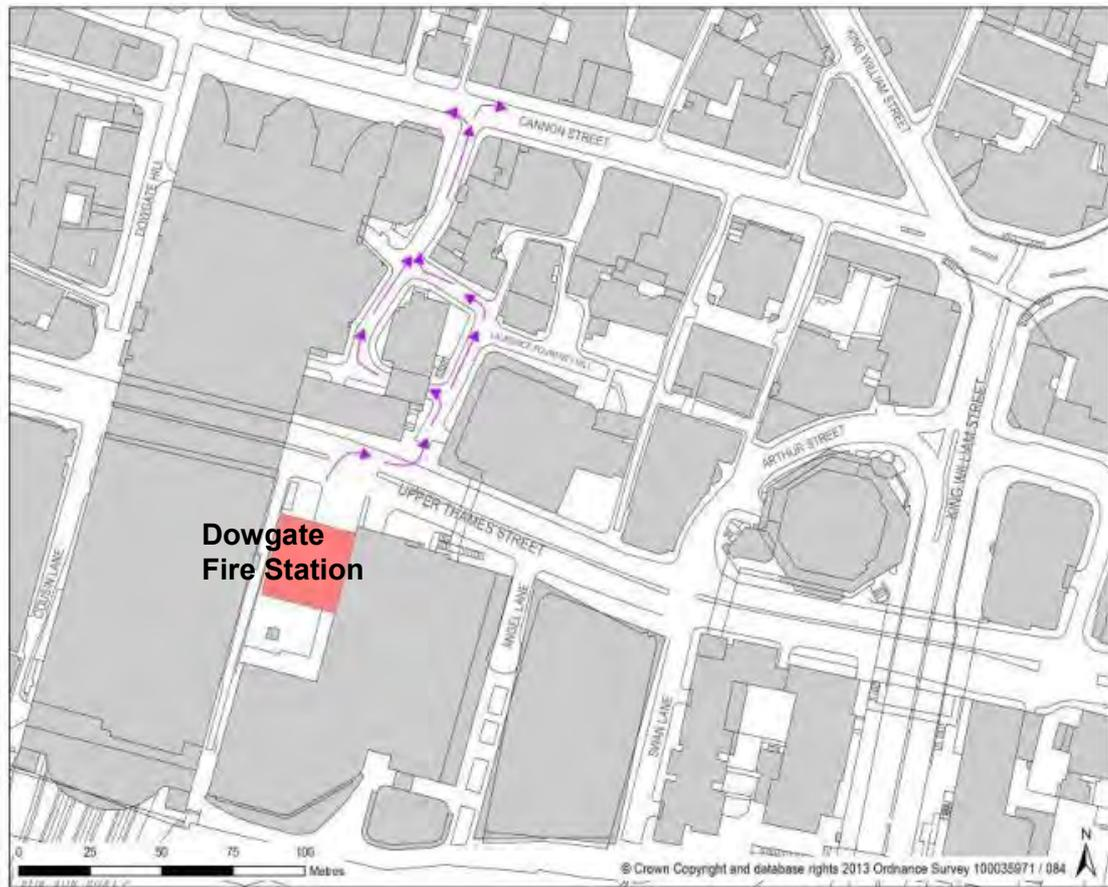 KING WILLIAM STREET
CANNON STREET
DOWGATE HILL
LAURENCE POUNTNEY HILL
ARTHUR STREET
KING WILLIAM STREET
UPPER THAMES STREET
Dowgate
Fire Station
COUSIN LANE
ANGEL LANE
SWAN LANE
N
0 25 50 75 100
Metres
© Crown Copyright and database rights 2013 Ordnance Survey 100035971 / 084